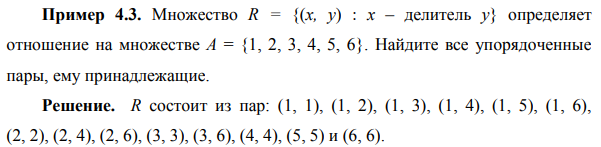 Пример 4.3. Множество R = {(x, y) : x – делитель y} определяет
отношение на множестве A = {1, 2, 3, 4, 5, 6}. Найдите все упорядоченные
пары, ему принадлежащие.
Решение. R состоит из пар: (1, 1), (1, 2), (1, 3), (1, 4), (1, 5), (1, 6),
(2, 2), (2, 4), (2, 6), (3, 3), (3, 6), (4, 4), (5, 5) и (6, 6).